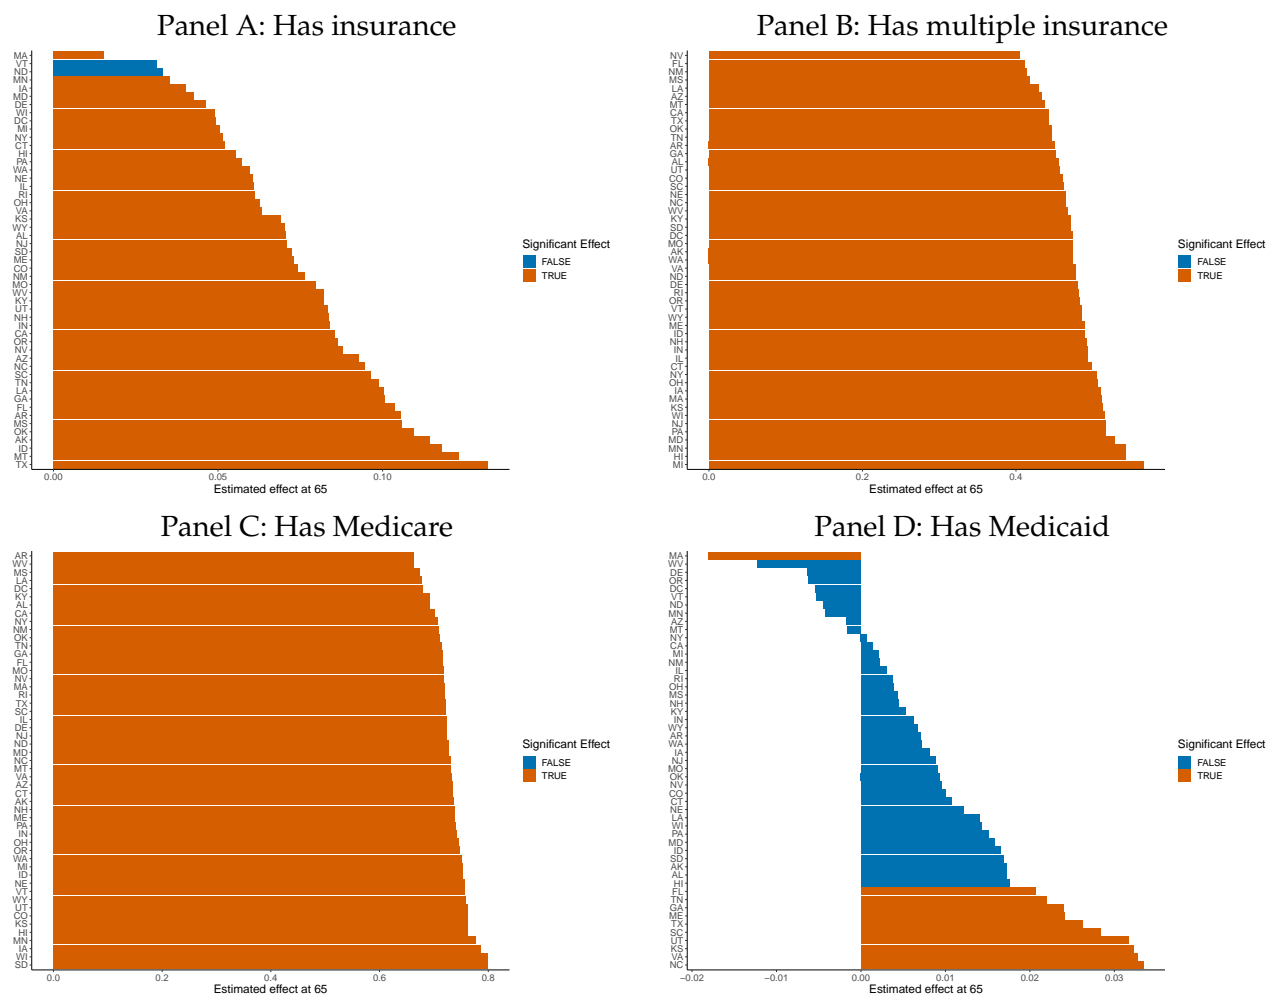 Panel A: Has insurance
MA
VT
ND
MN
IA
MD
DE
WI
DC
MI
NY
CT
HI
PA
WA
NE
IL
RI
OH
VA
KS
WY
AL
NJ
SD
ME
CO
NM
MO
WV
KY
UT
NH
IN
CA
OR
NV
AZ
NC
SC
TN
LA
GA
FL
AR
MS
OK
AK
ID
MT
TX
0.00 0.05 0.10
Estimated effect at 65
Significant Effect
FALSE
TRUE
Panel B: Has multiple insurance
NV
FL
NM
MS
LA
AZ
MT
CA
TX
OK
TN
AR
GA
AL
UT
CO
SC
NE
NC
WV
KY
SD
DC
MO
AK
WA
VA
ND
DE
RI
OR
VT
WY
ME
ID
NH
IN
IL
CT
NY
OH
IA
MA
KS
WI
NJ
PA
MD
MN
HI
MI
0.0 0.4
Estimated effect at 65
Significant Effect
FALSE
TRUE
Panel C: Has Medicare
AR
WV
MS
LA
DC
KY
AL
CA
NY
NM
OK
TN
GA
FL
MO
NV
MA
RI
TX
SC
IL
DE
NJ
ND
MD
NC
MT
VA
AZ
CT
AK
NH
ME
PA
IN
OH
OR
WA
MI
ID
NE
VT
WY
UT
CO
KS
HI
MN
IA
WI
SD
0.0 0.2 0.4 0.6 0.8
Estimated effect at 65
Significant Effect
FALSE
TRUE
Panel D: Has Medicaid
MA
WV
DE
OR
DC
VT
ND
MN
AZ
MT
NY
CA
MI
NM
IL
RI
OH
MS
NH
KY
IN
WY
AR
WA
IA
NJ
MO
OK
NV
CO
CT
NE
LA
WI
PA
MD
ID
SD
AK
AL
HI
FL
TN
GA
ME
TX
SC
UT
KS
VA
NC
−0.02 −0.01 0.00 0.01 0.02 0.03
Estimated effect at 65
Significant Effect
FALSE
TRUE